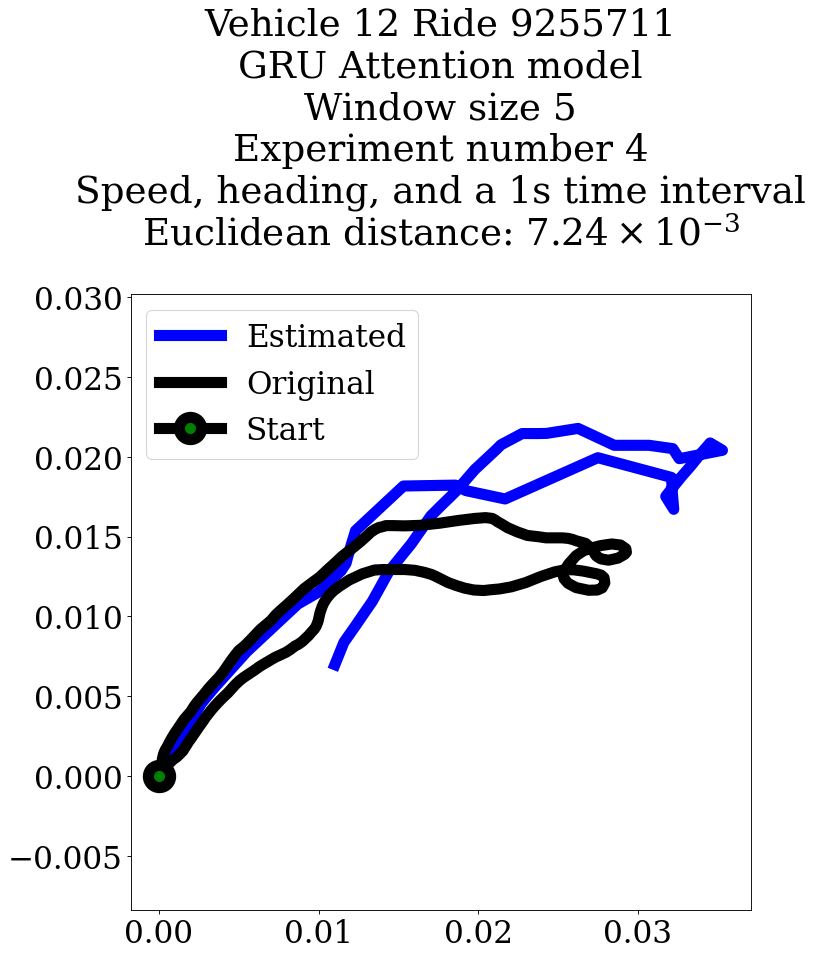 Vehicle 12 Ride 9255711
GRU Attention model
Window size 5
Experiment number 4
Speed, heading, and a 1s time interval
Euclidean distance: 7.24 × 10⁻³
0.030
Estimated
0.025
Original
Start
0.020
0.015
0.010
0.005
0.000
−0.005
0.00 0.01 0.02 0.03